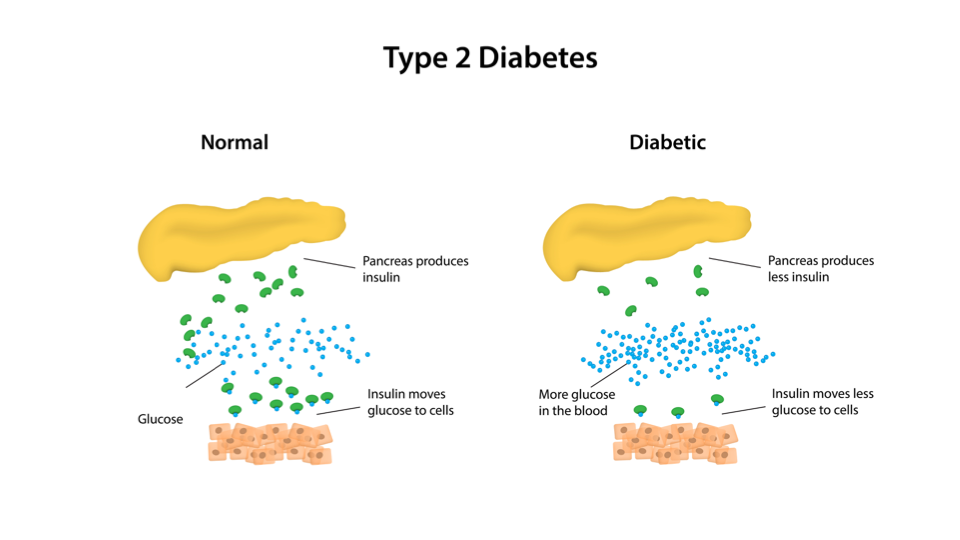 Type 2 Diabetes
Normal
Pancreas produces
insulin
Glucose
Insulin moves
glucose to cells
Diabetic
Pancreas produces
less insulin
More glucose
in the blood
Insulin moves less
glucose to cells